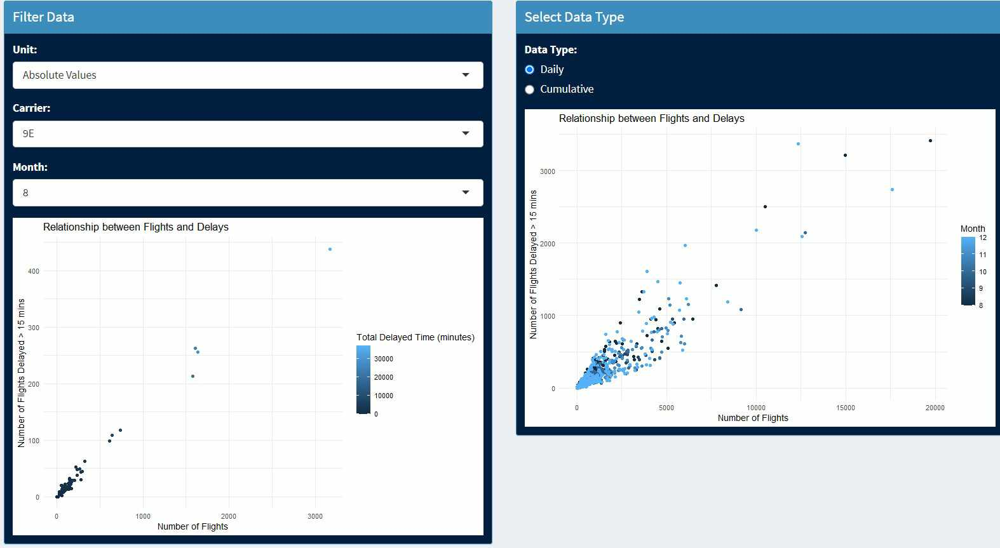 Filter Data
Unit:
Absolute Values
Carrier:
9E
Month:
8
Relationship between Flights and Delays
Number of Flights Delayed > 15 mins
400
300
200
100
0
0 1000 2000 3000
Number of Flights
Total Delayed Time (minutes)
30000
20000
10000
0
Select Data Type
Data Type:
Daily
Cumulative
Relationship between Flights and Delays
Number of Flights Delayed > 15 mins
3000
2000
1000
0
0 5000 10000 15000 20000
Number of Flights
Month
12
11
10
9
8